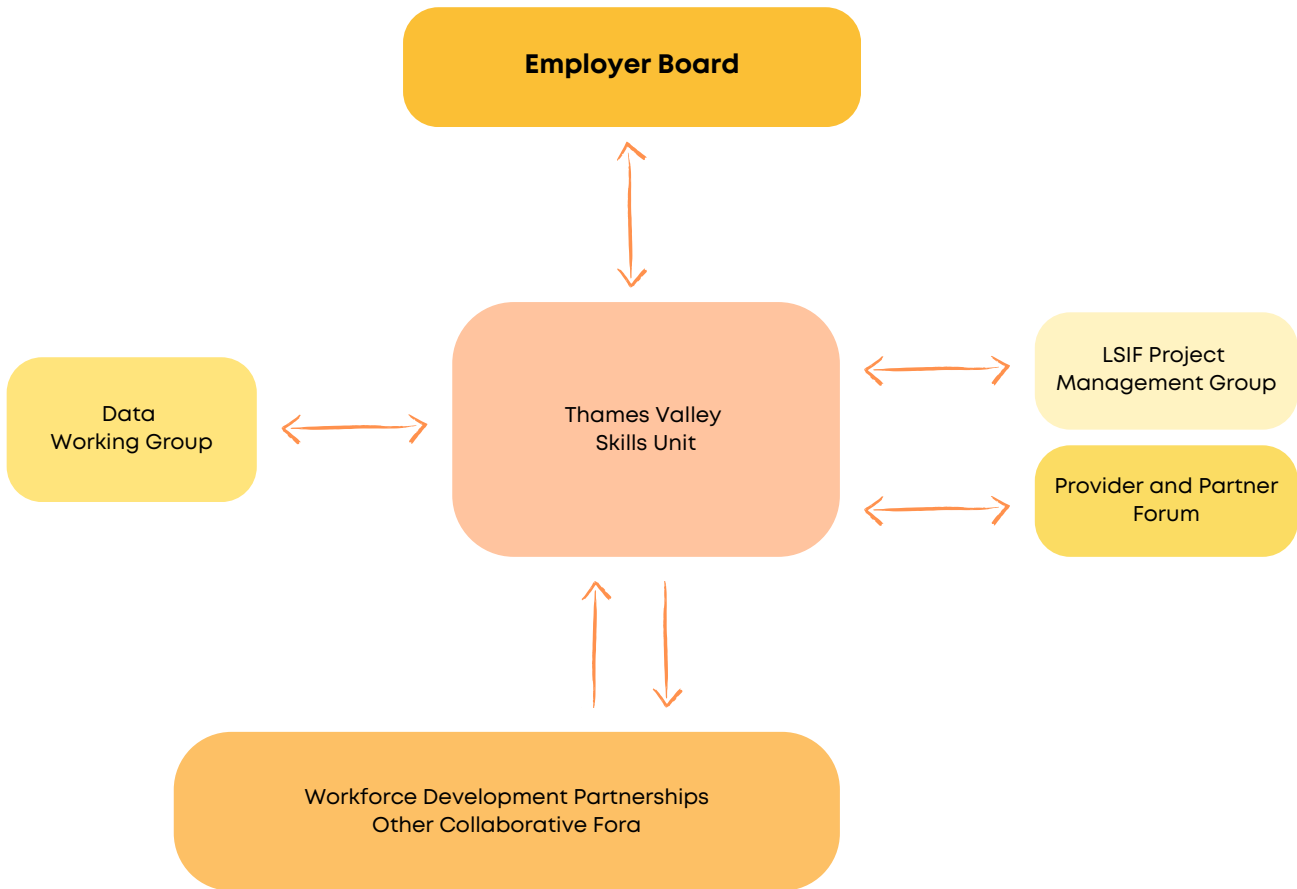 Employer Board
Data
Working Group
Thames Valley
Skills Unit
LSIF Project
Management Group
Provider and Partner
Forum
Workforce Development Partnerships
Other Collaborative Fora